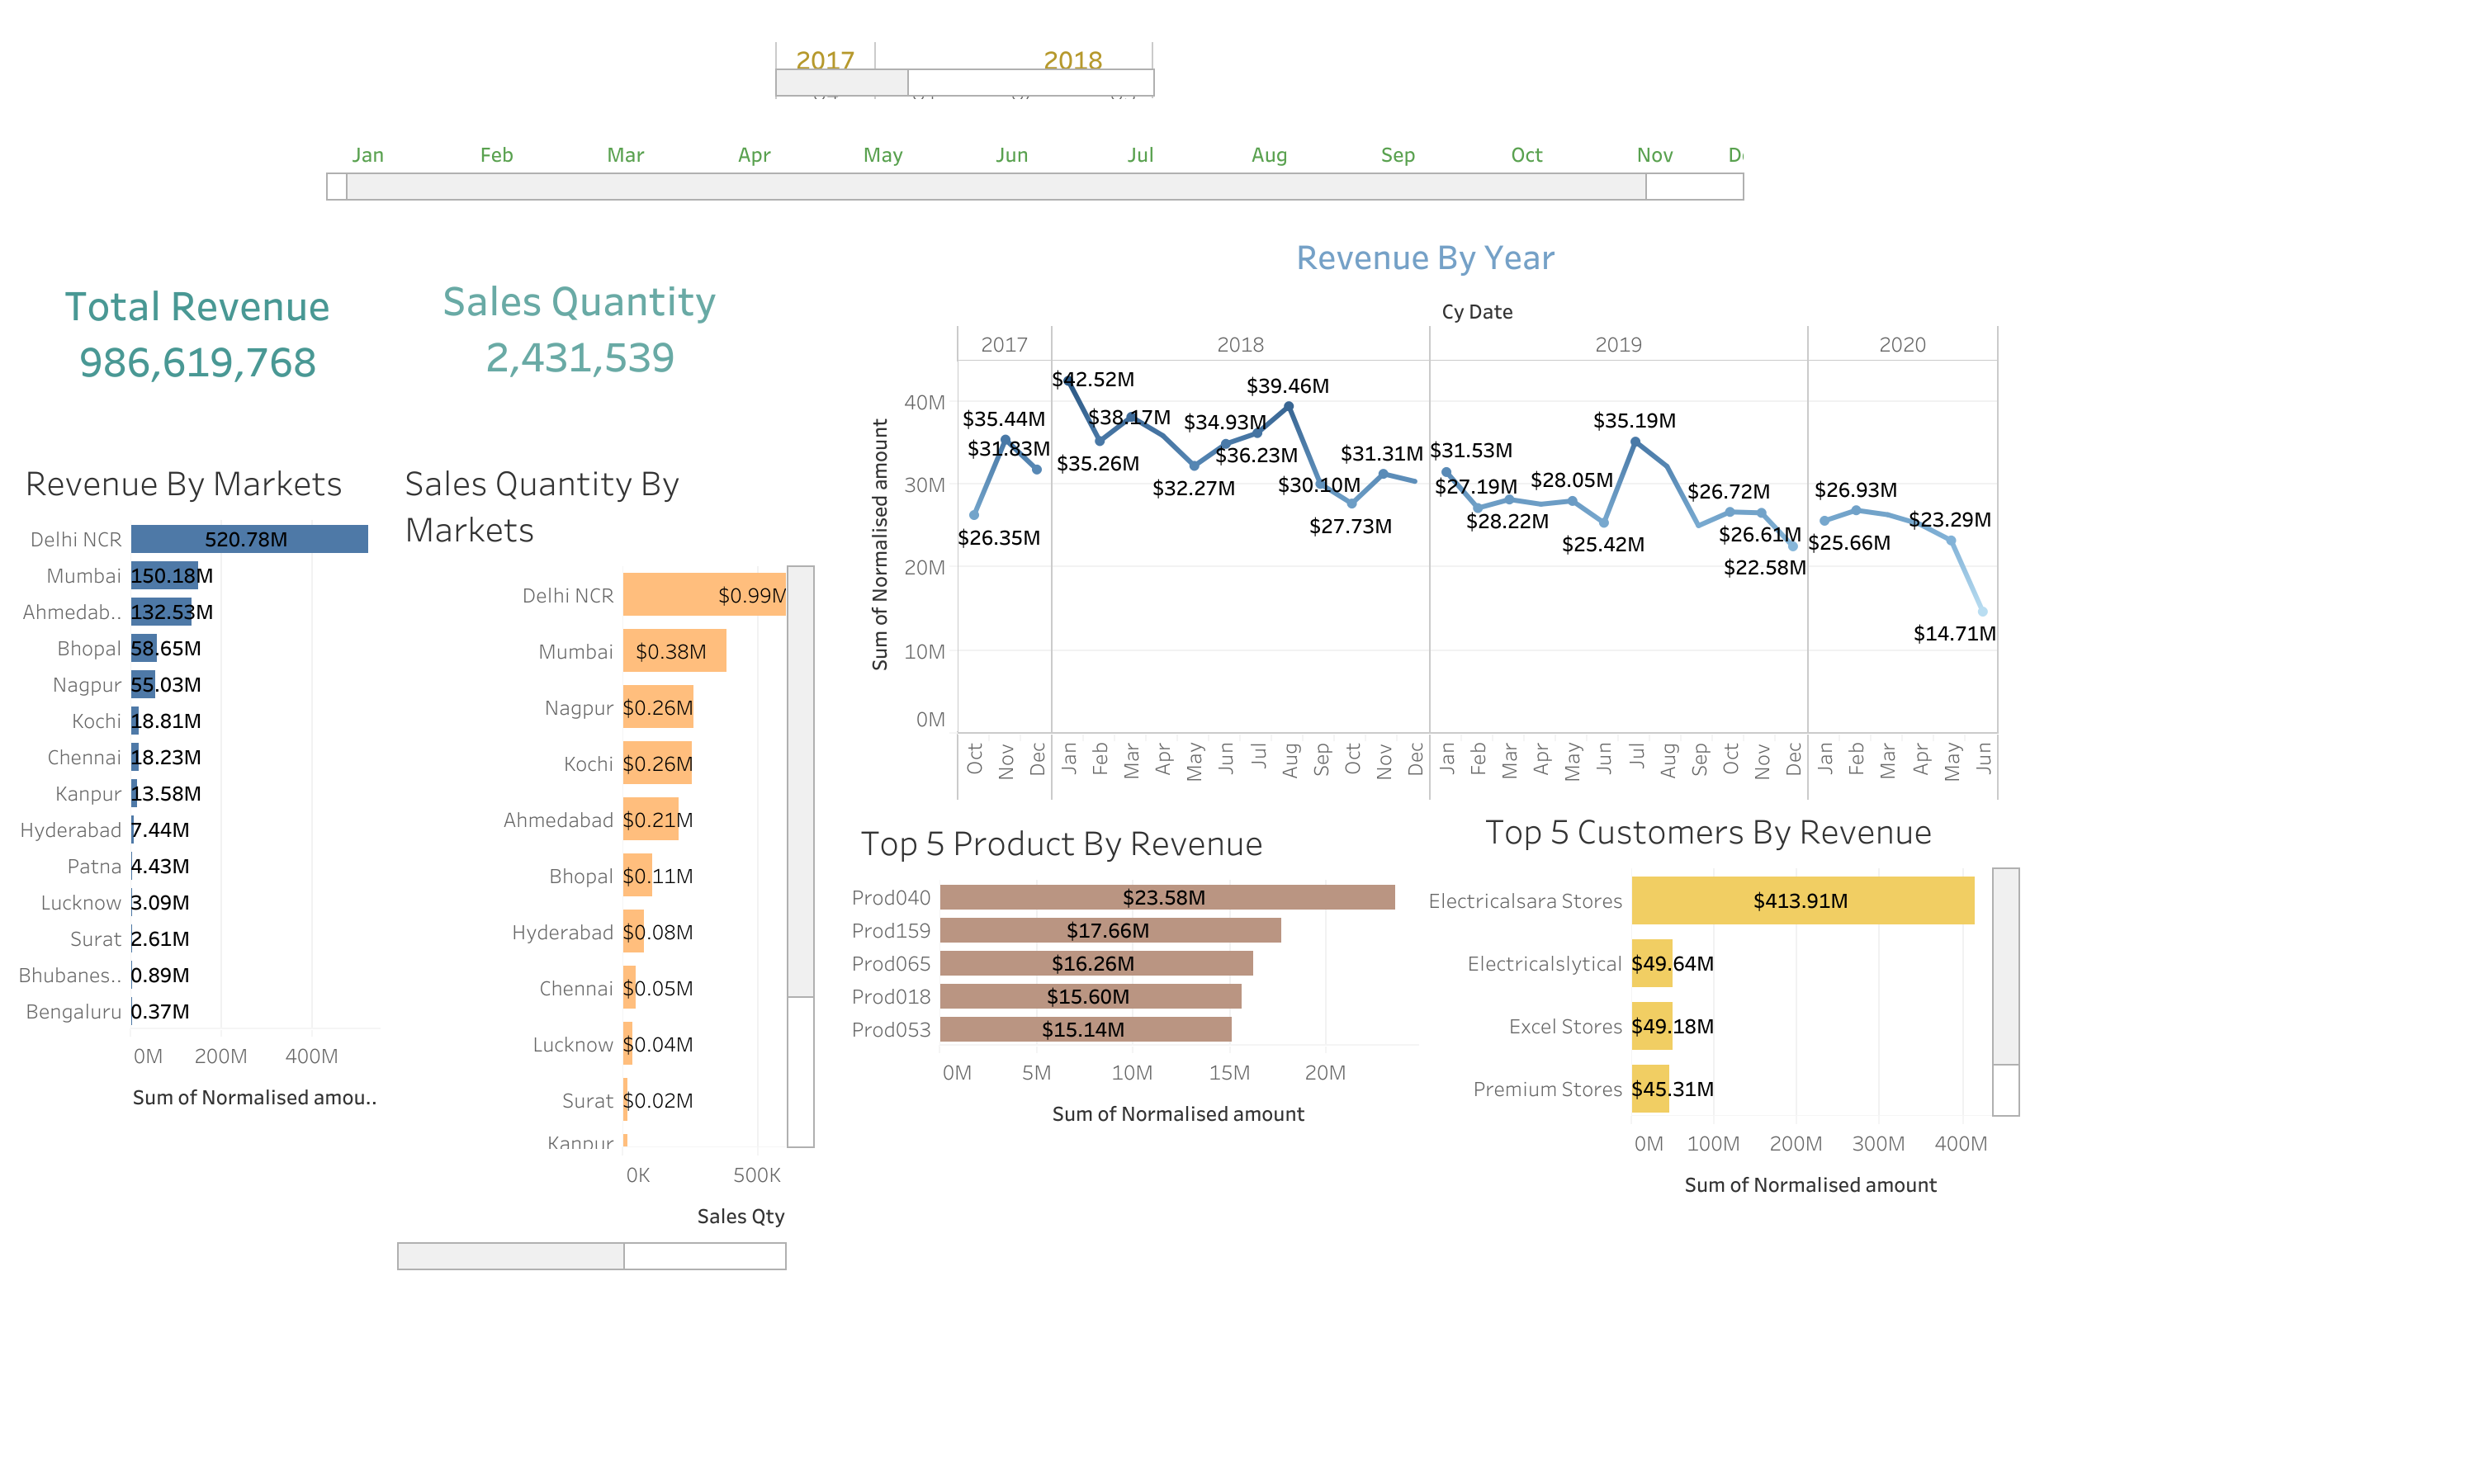 2017 2018
Jan Feb Mar Apr May Jun Jul Aug Sep Oct Nov
Total Revenue
986,619,768
Sales Quantity
2,431,539
Revenue By Year
Cy Date
2017 2018 2019 2020
Sum of Normalised amount
40M
30M
20M
10M
0M
$26.35M
$35.44M
$31.83M
$42.52M
$35.26M
$38.17M
$32.27M
$34.93M
$36.23M
$39.46M
$30.10M
$27.73M
$31.31M
$31.53M
$27.19M
$28.22M
$28.05M
$25.42M
$35.19M
$26.72M
$26.61M
$22.58M
$25.66M
$26.93M
$23.29M
$14.71M
Oct Nov Dec Jan Feb Mar Apr May Jun Jul Aug Sep Oct Nov Dec Jan Feb Mar Apr May Jun Jul Aug Sep Oct Nov Dec Jan Feb Mar Apr May Jun
Revenue By Markets
Delhi NCR 520.78M
Mumbai 150.18M
Ahmedab.. 132.53M
Bhopal 58.65M
Nagpur 55.03M
Kochi 18.81M
Chennai 18.23M
Kanpur 13.58M
Hyderabad 7.44M
Patna 4.43M
Lucknow 3.09M
Surat 2.61M
Bhubanes.. 0.89M
Bengaluru 0.37M
0M 200M 400M
Sum of Normalised amou..
Sales Quantity By
Markets
Delhi NCR $0.99M
Mumbai $0.38M
Nagpur $0.26M
Kochi $0.26M
Ahmedabad $0.21M
Bhopal $0.11M
Hyderabad $0.08M
Chennai $0.05M
Lucknow $0.04M
Surat $0.02M
Kanpur
0K 500K
Sales Qty
Top 5 Product By Revenue
Prod040 $23.58M
Prod159 $17.66M
Prod065 $16.26M
Prod018 $15.60M
Prod053 $15.14M
0M 5M 10M 15M 20M
Sum of Normalised amount
Top 5 Customers By Revenue
Electricalsara Stores $413.91M
Electricalslytical $49.64M
Excel Stores $49.18M
Premium Stores $45.31M
0M 100M 200M 300M 400M
Sum of Normalised amount